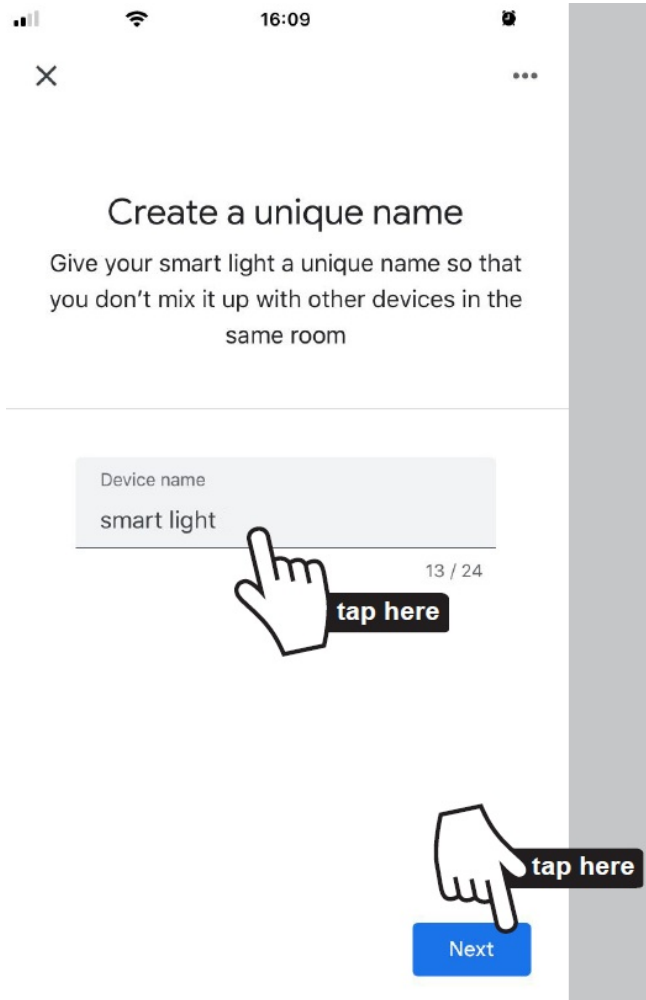 16:09
Create a unique name
Give your smart light a unique name so that
you don't mix it up with other devices in the
same room
Device name
smart light
13 / 24
tap here
tap here
Next